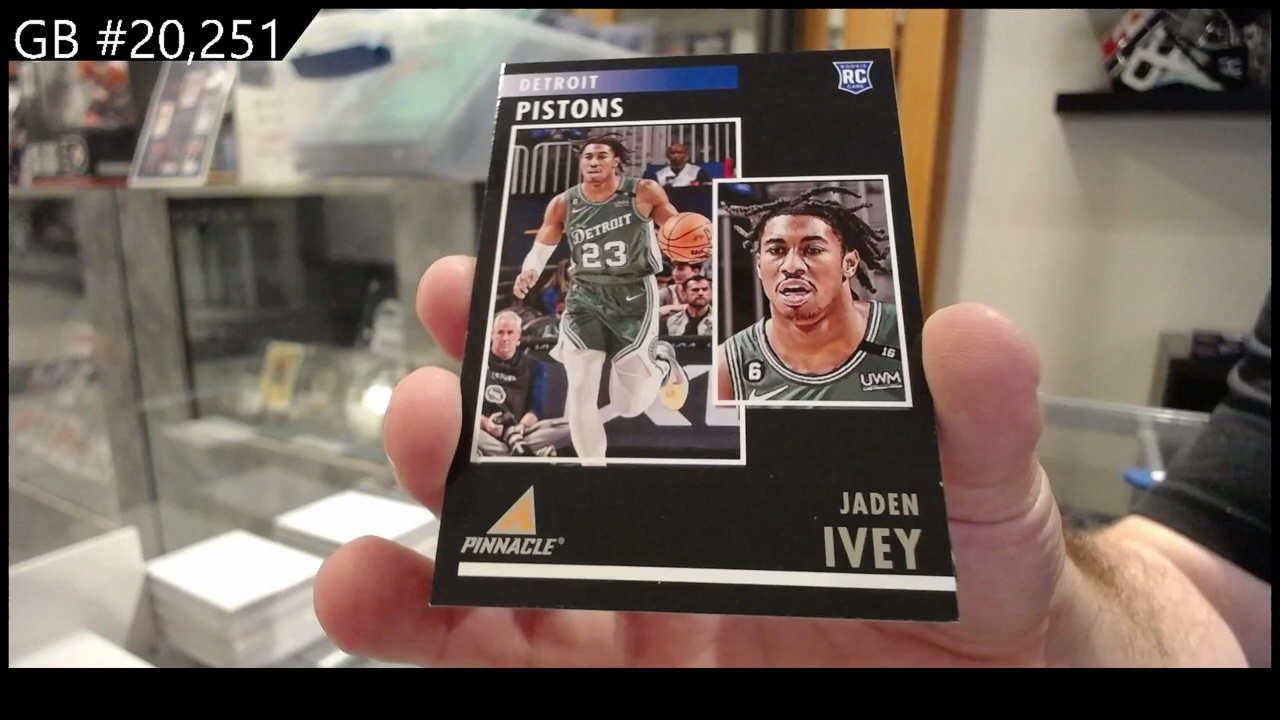 GB #20,251
DETROIT
PISTONS
ROOKIE
RC
CARD
DETROIT
23
6
16
UWM
PINNACLE®
JADEN
IVEY